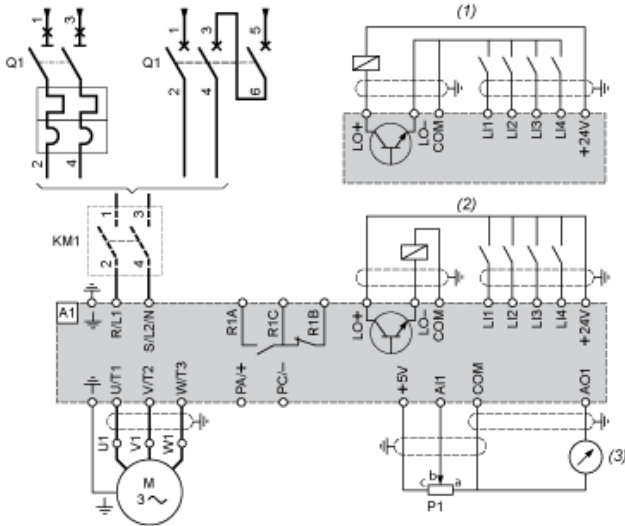 (1)
1 3 1 3 5
Q1 Q1
2 4 6
2 4
LO+ LO- COM LI1 LI2 LI3 LI4 +24V
1 3
KM1
2 4
(2)
A1
R/L1 S/L2/N R1A R1C R1B LO+ LO- COM LI1 LI2 LI3 LI4 +24V
U/T1 V/T2 W/T3 PA/+ PC/- +5V AI1 COM AO1
U1 V1 W1
M
3
c b a
P1
(3)